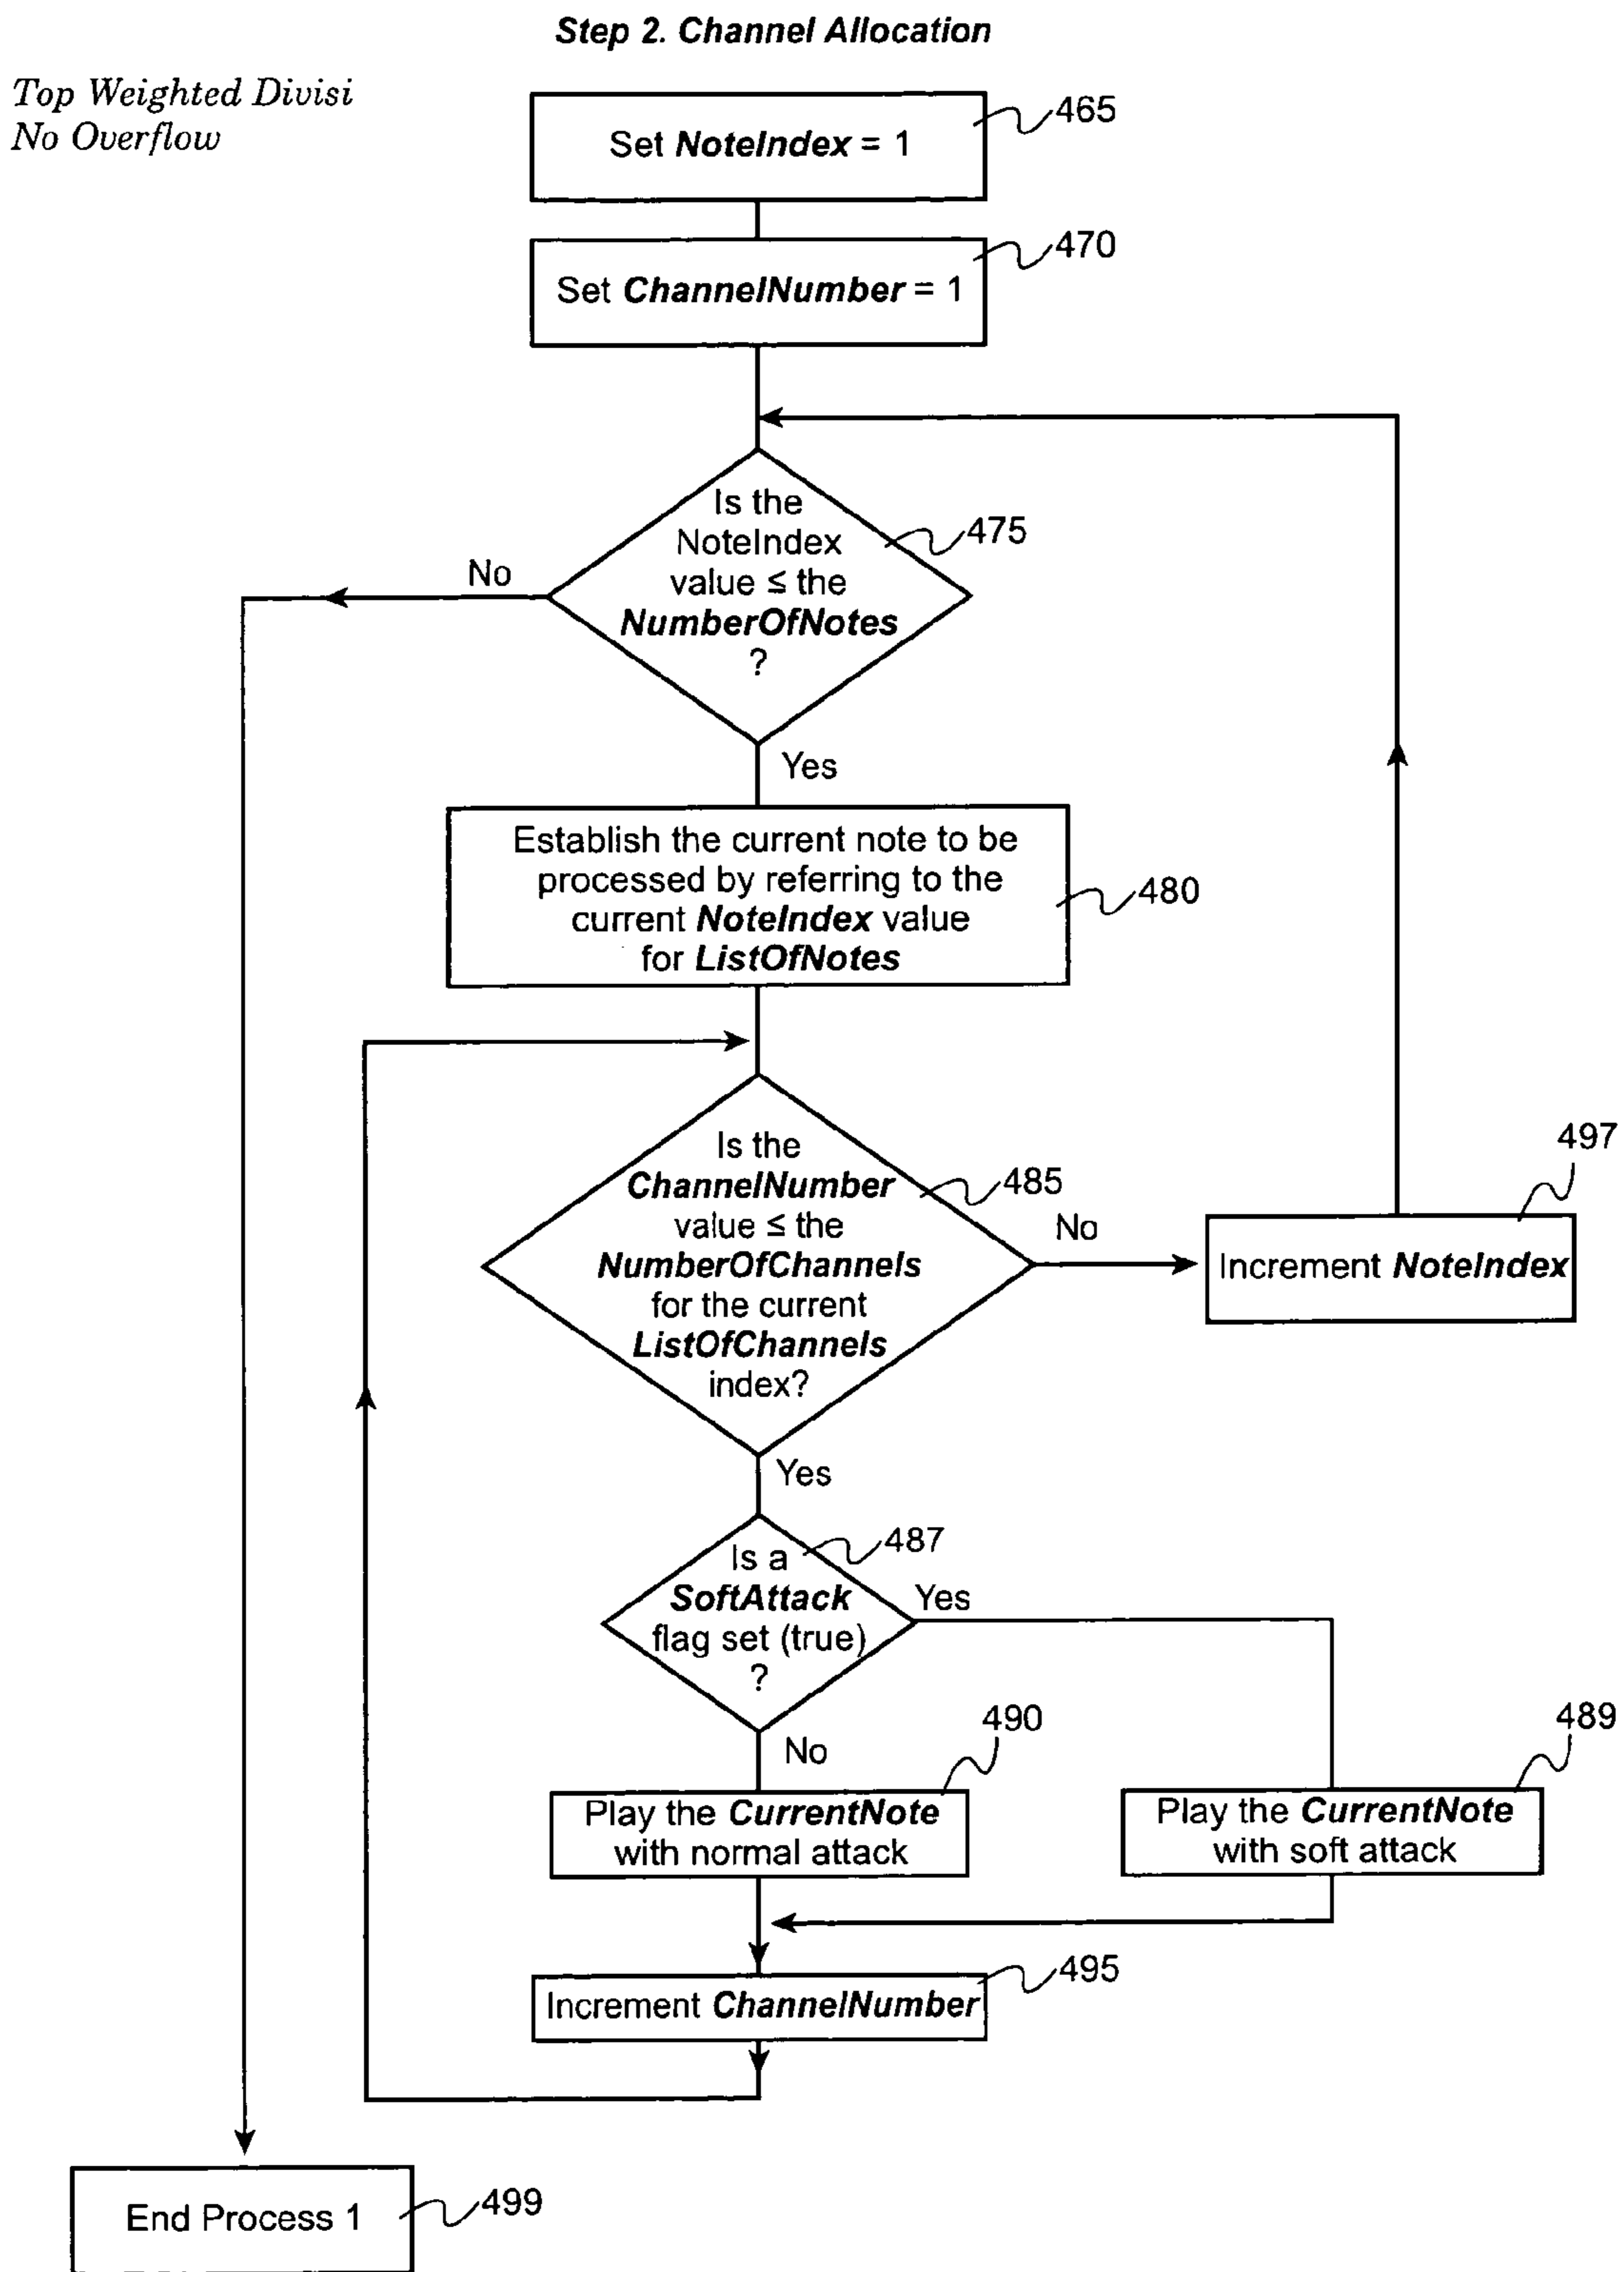 Step 2. Channel Allocation
Top Weighted Divisi
No Overflow
Set NoteIndex = 1
465
Set ChannelNumber = 1
470
Is the
NoteIndex
value ≤ the
NumberOfNotes
?
475
No
Yes
Establish the current note to be
processed by referring to the
current NoteIndex value
for ListOfNotes
480
Is the
ChannelNumber
value ≤ the
NumberOfChannels
for the current
ListOfChannels
index?
485
No
497
Increment NoteIndex
Yes
Is a
SoftAttack
flag set (true)
?
487
Yes
No
490
Play the CurrentNote
with normal attack
489
Play the CurrentNote
with soft attack
Increment ChannelNumber
495
End Process 1
499